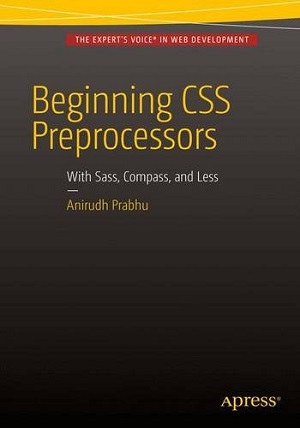 THE EXPERT'S VOICE® IN WEB DEVELOPMENT
Beginning CSS
Preprocessors
With Sass, Compass, and Less
Anirudh Prabhu
Apress®